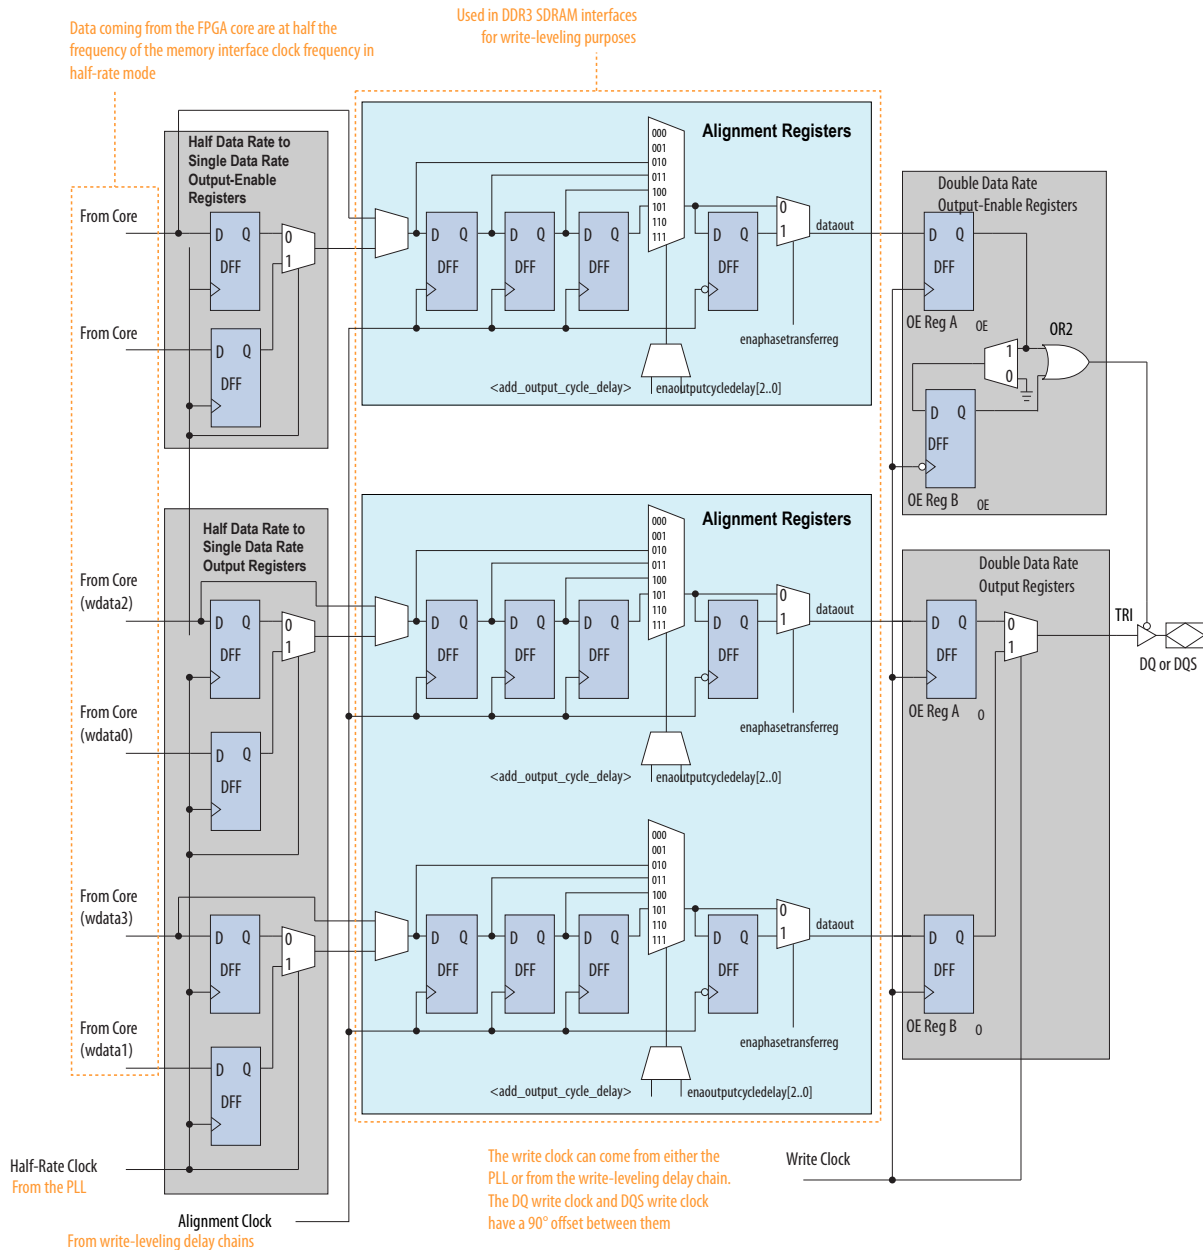 Used in DDR3 SDRAM interfaces
for write-leveling purposes
Data coming from the FPGA core are at half the
frequency of the memory interface clock frequency in
half-rate mode
Half Data Rate to
Single Data Rate
Output-Enable
Registers
From Core
D Q
DFF
0
1
From Core
D Q
DFF
Alignment Registers
000
001
010
011
100
101
110
111
D Q
DFF
D Q
DFF
D Q
DFF
D Q
DFF
0
1
dataout
enaphasetransferreg
<add_output_cycle_delay>
enaoutputcycledelay[2..0]
Double Data Rate
Output-Enable Registers
D Q
DFF
OE Reg A OE
OR2
1
0
D Q
DFF
OE Reg B OE
Half Data Rate to
Single Data Rate
Output Registers
From Core
(wdata2)
D Q
DFF
0
1
From Core
(wdata0)
D Q
DFF
Alignment Registers
000
001
010
011
100
101
110
111
D Q
DFF
D Q
DFF
D Q
DFF
D Q
DFF
0
1
dataout
enaphasetransferreg
<add_output_cycle_delay>
enaoutputcycledelay[2..0]
Double Data Rate
Output Registers
D Q
DFF
OE Reg A O
0
1
TRI
DQ or DQS
From Core
(wdata3)
D Q
DFF
0
1
From Core
(wdata1)
D Q
DFF
000
001
010
011
100
101
110
111
D Q
DFF
D Q
DFF
D Q
DFF
D Q
DFF
0
1
dataout
enaphasetransferreg
<add_output_cycle_delay>
enaoutputcycledelay[2..0]
D Q
DFF
OE Reg B O
Half-Rate Clock
From the PLL
Alignment Clock
From write-leveling delay chains
The write clock can come from either the
PLL or from the write-leveling delay chain.
The DQ write clock and DQS write clock
have a 90° offset between them
Write Clock